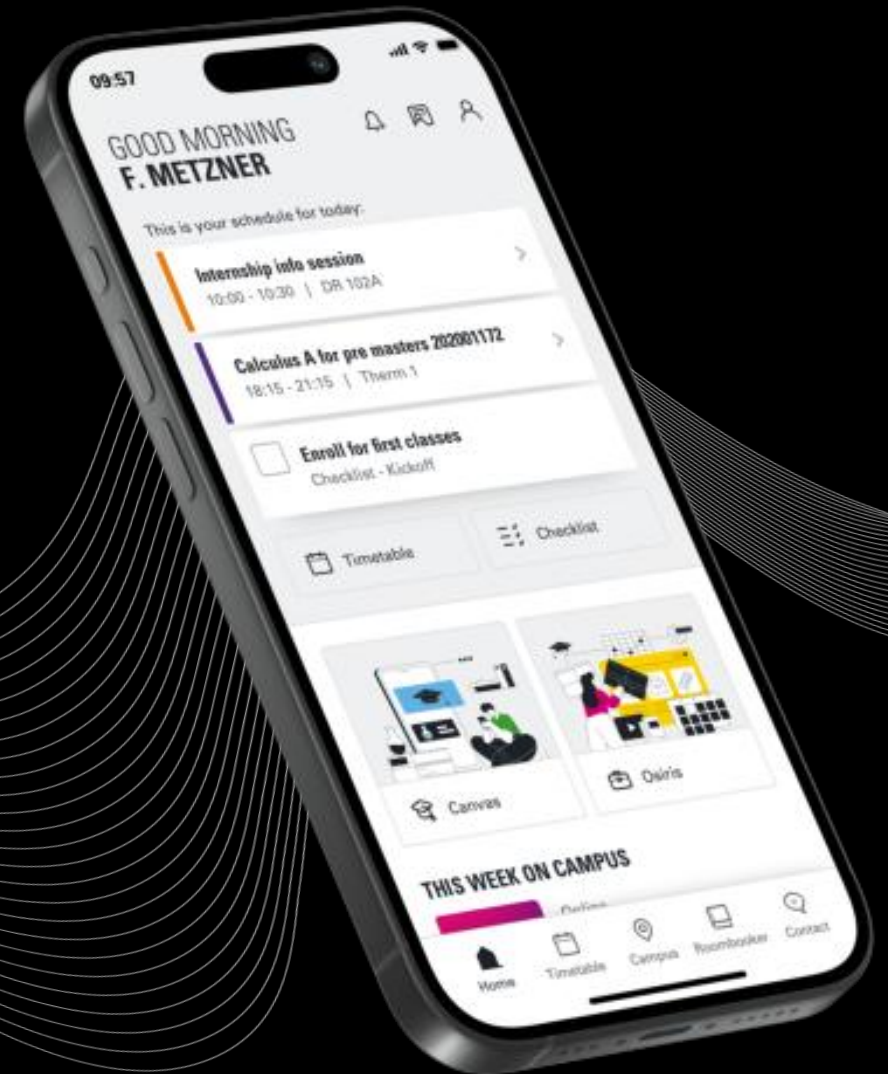 09:57
GOOD MORNING
F. METZNER
This is your schedule for today:
Internship info session
10:00 - 10:30 | DR 102A
Calculus A for pre masters 202001172
18:15 - 21:15 | Therm 1
Enroll for first classes
Checklist - Kickoff
Timetable
Checklist
Canvas
Osiris
THIS WEEK ON CAMPUS
Online
Home
Timetable
Campus
Roombooker
Contact